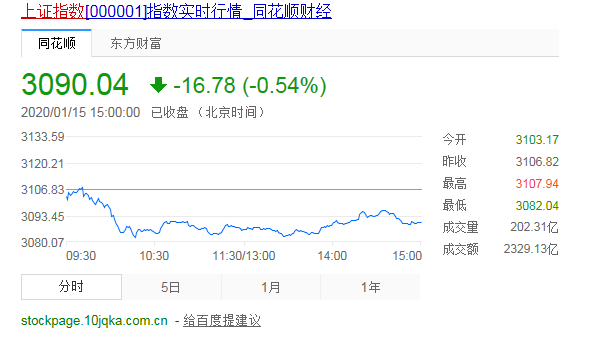 上证指数[000001]指数实时行情_同花顺财经
同花顺 东方财富
3090.04 -16.78 (-0.54%)
2020/01/15 15:00:00 已收盘 （北京时间）
3133.59
3120.21
3106.83
3093.45
3080.07
09:30 10:30 11:30/13:00 14:00 15:00
今开 3103.17
昨收 3106.82
最高 3107.94
最低 3082.04
成交量 202.31亿
成交额 2329.13亿
分时 5日 1月 1年
stockpage.10jqka.com.cn - 给百度提建议